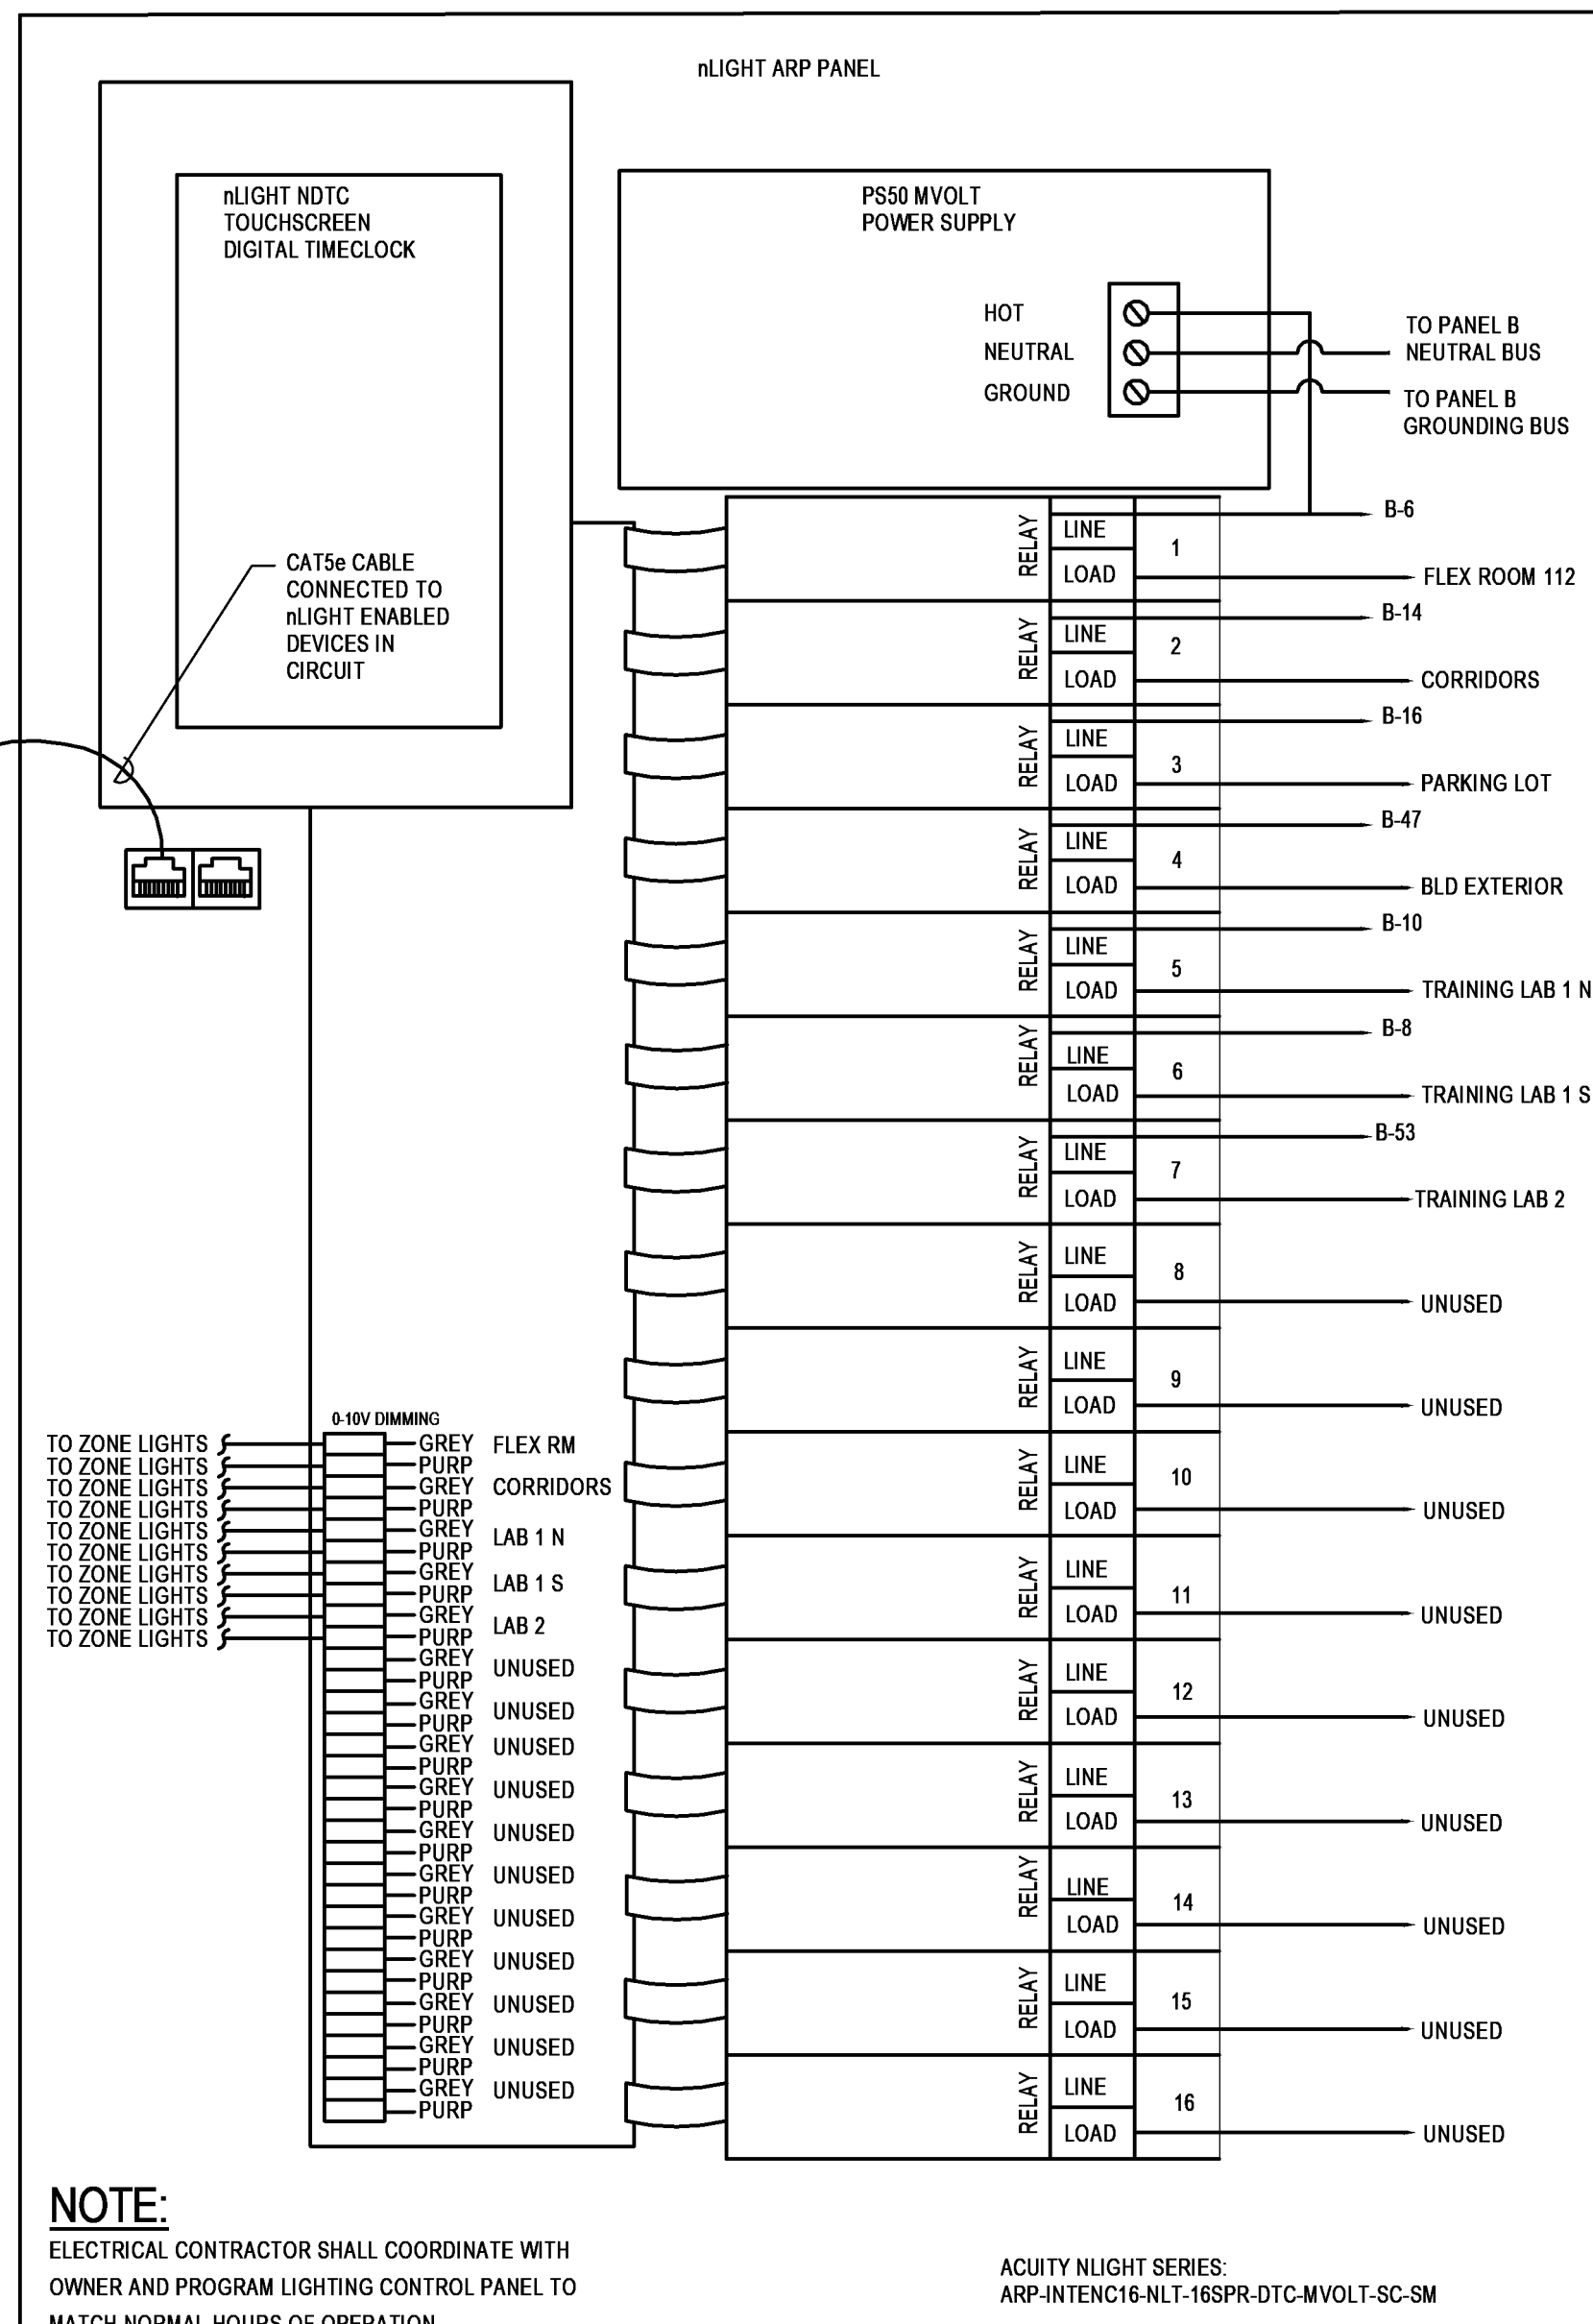 nLIGHT ARP PANEL
nLIGHT NDTC
TOUCHSCREEN
DIGITAL TIMECLOCK
CAT5e CABLE
CONNECTED TO
nLIGHT ENABLED
DEVICES IN
CIRCUIT
PS50 MVOLT
POWER SUPPLY
HOT
NEUTRAL
GROUND
TO PANEL B
NEUTRAL BUS
TO PANEL B
GROUNDING BUS
RELAY
LINE
LOAD
1
B-6
FLEX ROOM 112
RELAY
LINE
LOAD
2
B-14
CORRIDORS
RELAY
LINE
LOAD
3
B-16
PARKING LOT
RELAY
LINE
LOAD
4
B-47
BLD EXTERIOR
RELAY
LINE
LOAD
5
B-10
TRAINING LAB 1 N
RELAY
LINE
LOAD
6
B-8
TRAINING LAB 1 S
RELAY
LINE
LOAD
7
B-53
TRAINING LAB 2
RELAY
LINE
LOAD
8
UNUSED
RELAY
LINE
LOAD
9
UNUSED
RELAY
LINE
LOAD
10
UNUSED
RELAY
LINE
LOAD
11
UNUSED
RELAY
LINE
LOAD
12
UNUSED
RELAY
LINE
LOAD
13
UNUSED
RELAY
LINE
LOAD
14
UNUSED
RELAY
LINE
LOAD
15
UNUSED
RELAY
LINE
LOAD
16
UNUSED
0-10V DIMMING
TO ZONE LIGHTS GREY FLEX RM
TO ZONE LIGHTS PURP
TO ZONE LIGHTS GREY CORRIDORS
TO ZONE LIGHTS PURP
TO ZONE LIGHTS GREY LAB 1 N
TO ZONE LIGHTS PURP
TO ZONE LIGHTS GREY LAB 1 S
TO ZONE LIGHTS PURP
TO ZONE LIGHTS GREY LAB 2
TO ZONE LIGHTS PURP
GREY UNUSED
PURP
GREY UNUSED
PURP
GREY UNUSED
PURP
GREY UNUSED
PURP
GREY UNUSED
PURP
GREY UNUSED
PURP
GREY UNUSED
PURP
GREY UNUSED
PURP
GREY UNUSED
PURP
GREY UNUSED
PURP
GREY UNUSED
PURP
NOTE:
ELECTRICAL CONTRACTOR SHALL COORDINATE WITH
OWNER AND PROGRAM LIGHTING CONTROL PANEL TO
MATCH NORMAL HOURS OF OPERATION
ACUITY NLIGHT SERIES:
ARP-INTENC16-NLT-16SPR-DTC-MVOLT-SC-SM